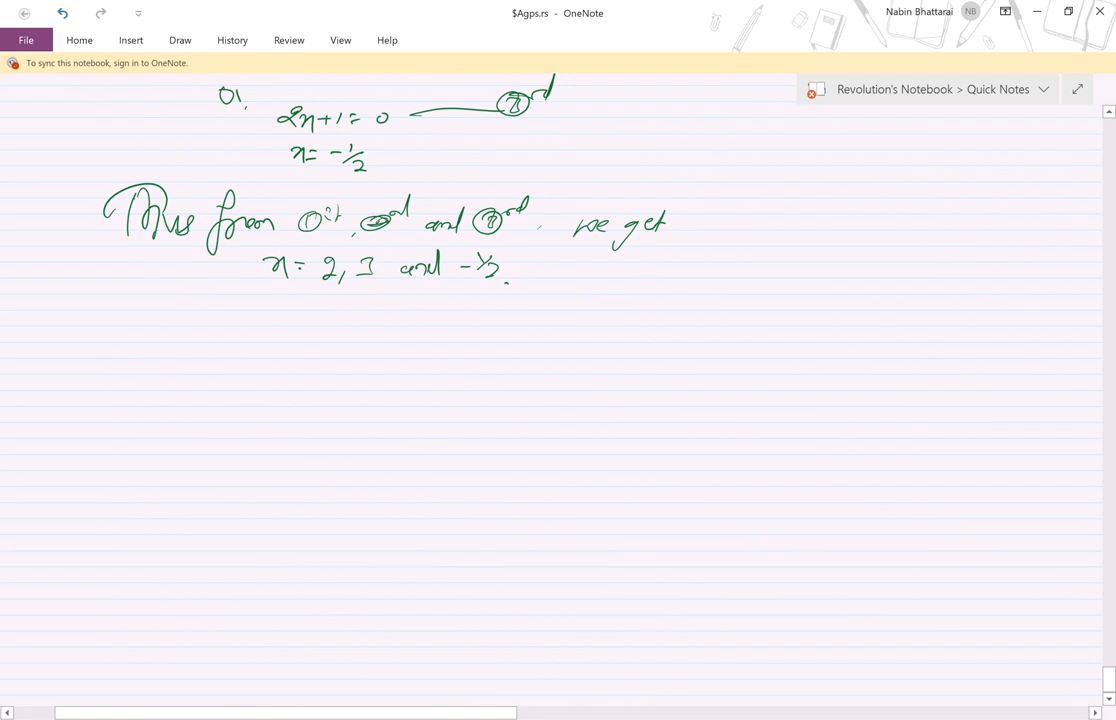 $Agps.rs - OneNote
Nabin Bhattarai NB
File Home Insert Draw History Review View Help
To sync this notebook, sign in to OneNote.
Revolution's Notebook > Quick Notes
or,
2x+1=0 3rd
x= -1/2
Thus from 1st, 2nd and 3rd, we get
x= 2, 3 and -1/2.